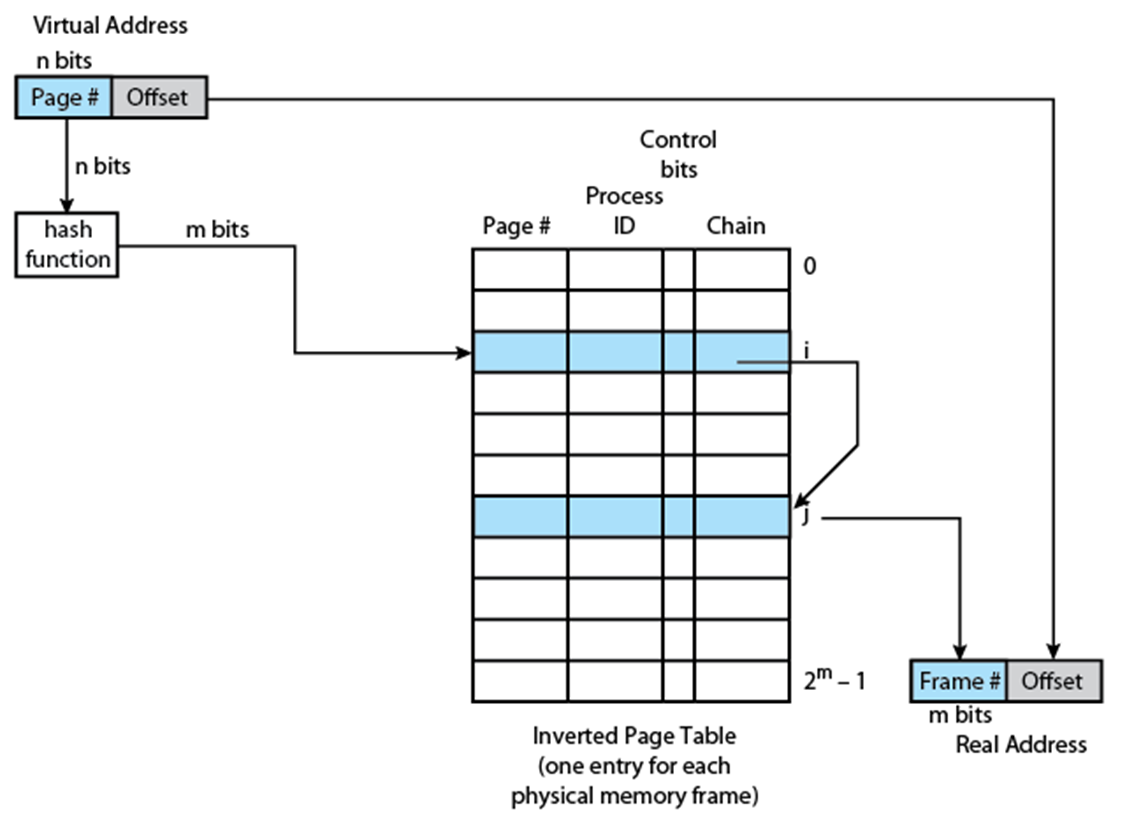 Virtual Address
n bits
Page # Offset
n bits
hash
function
m bits
Control
bits
Process
Page # ID Chain
0
i
j
2^m – 1
Frame # Offset
m bits
Real Address
Inverted Page Table
(one entry for each
physical memory frame)